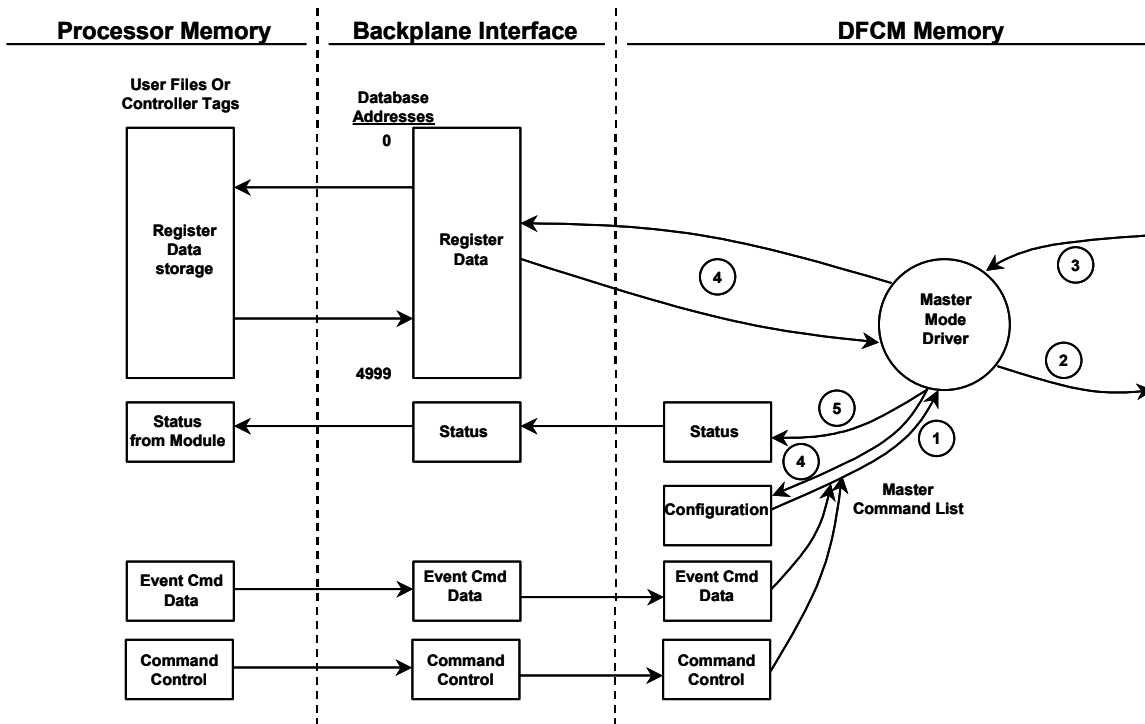 Processor Memory
Backplane Interface
DFCM Memory
User Files Or
Controller Tags
Database
Addresses
0
Register
Data
storage
Register
Data
4
Master
Mode
Driver
3
2
4999
Status
from Module
Status
Status
5
1
4
Configuration
Master
Command List
Event Cmd
Data
Event Cmd
Data
Event Cmd
Data
Command
Control
Command
Control
Command
Control